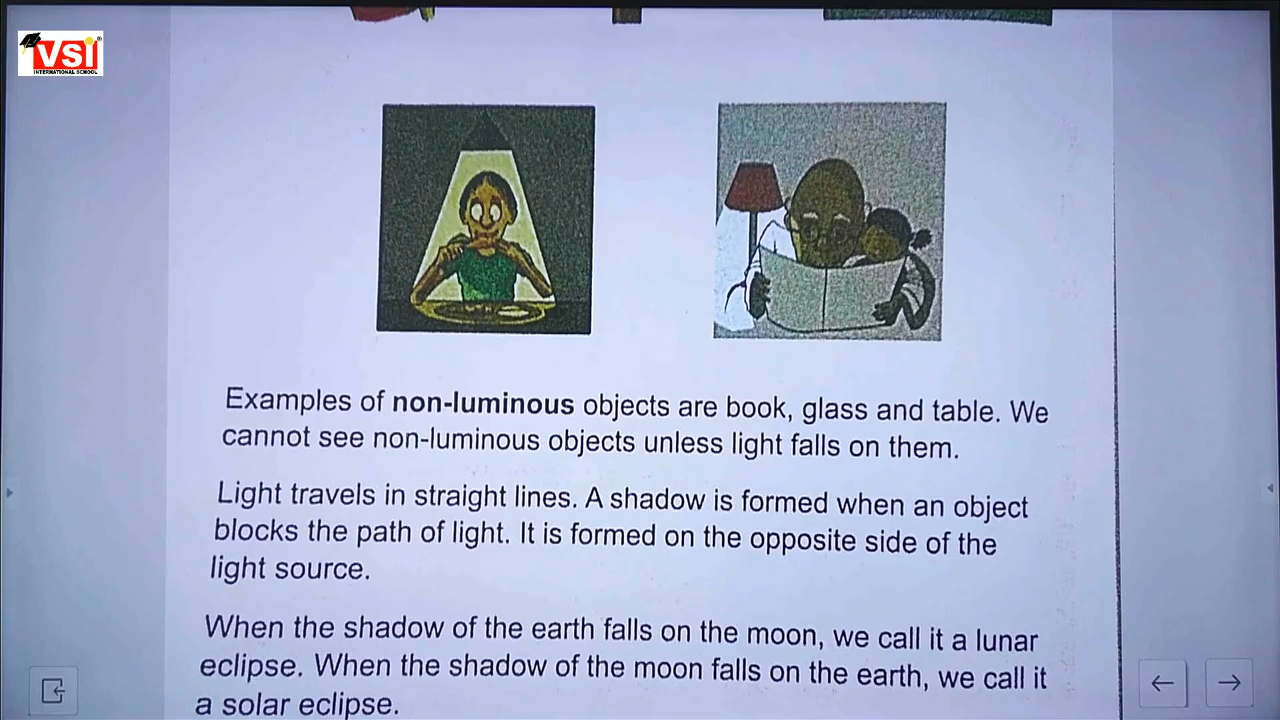 VSI
INTERNATIONAL SCHOOL
Examples of non-luminous objects are book, glass and table. We
cannot see non-luminous objects unless light falls on them.
Light travels in straight lines. A shadow is formed when an object
blocks the path of light. It is formed on the opposite side of the
light source.
When the shadow of the earth falls on the moon, we call it a lunar
eclipse. When the shadow of the moon falls on the earth, we call it
a solar eclipse.